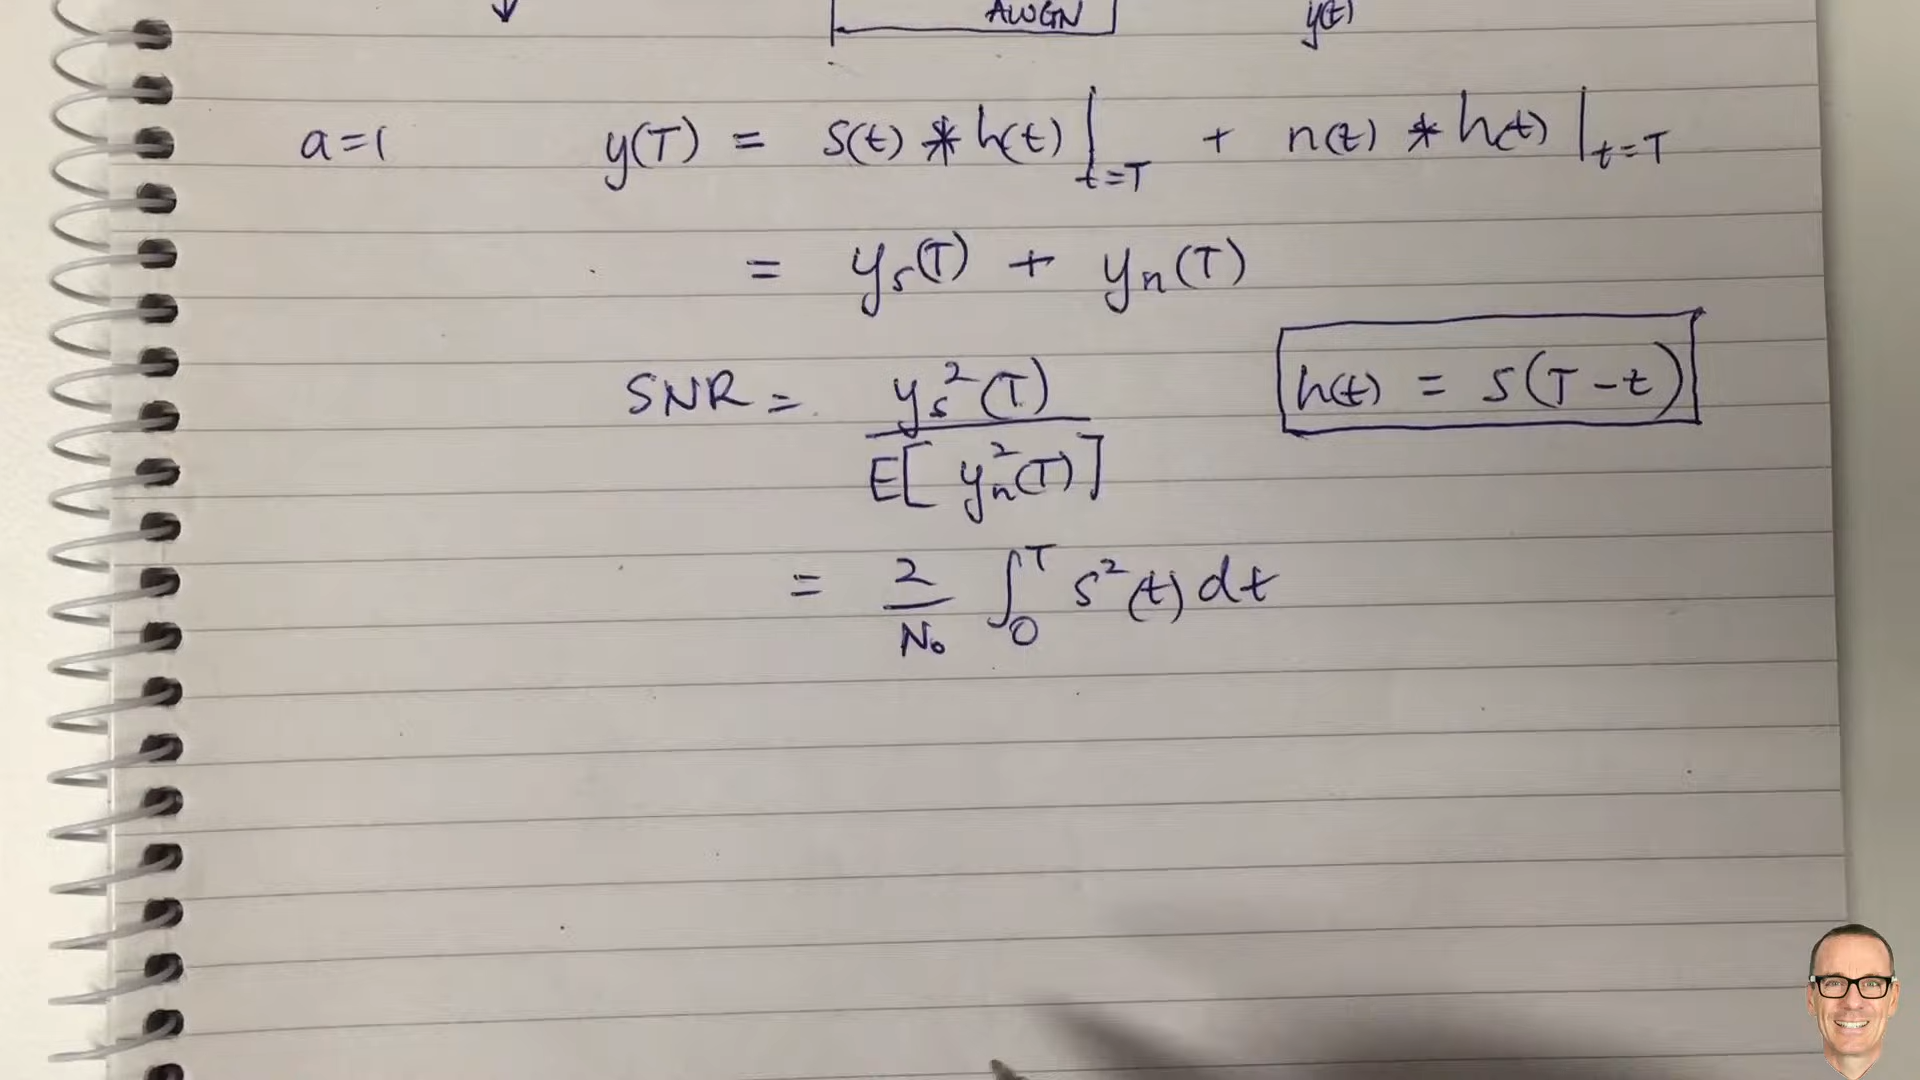 AWGN y(t)
a=1 y(T) = s(t) * h(t) |t=T + n(t) * h(t) |t=T
= yₛ(T) + yₙ(T)
SNR = yₛ²(T) / E[yₙ²(T)]
h(t) = s(T-t)
= 2/N₀ ∫₀ᵀ s²(t) dt